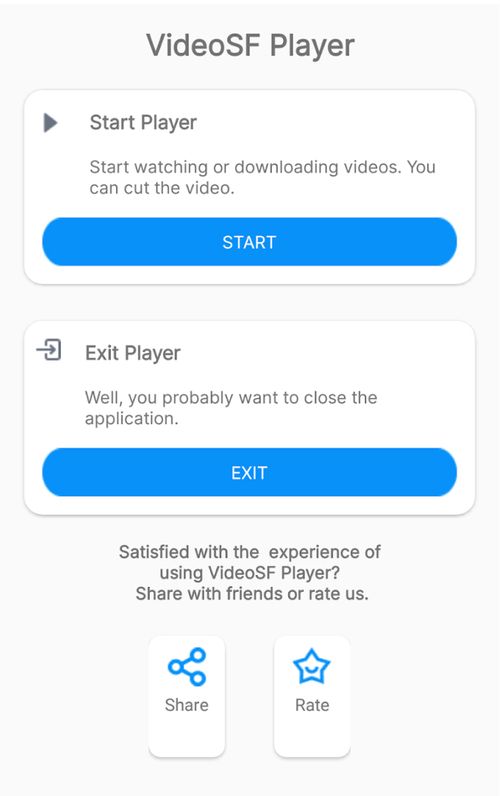 VideoSF Player
Start Player
Start watching or downloading videos. You
can cut the video.
START
Exit Player
Well, you probably want to close the
application.
EXIT
Satisfied with the  experience of
using VideoSF Player?
Share with friends or rate us.
Share
Rate